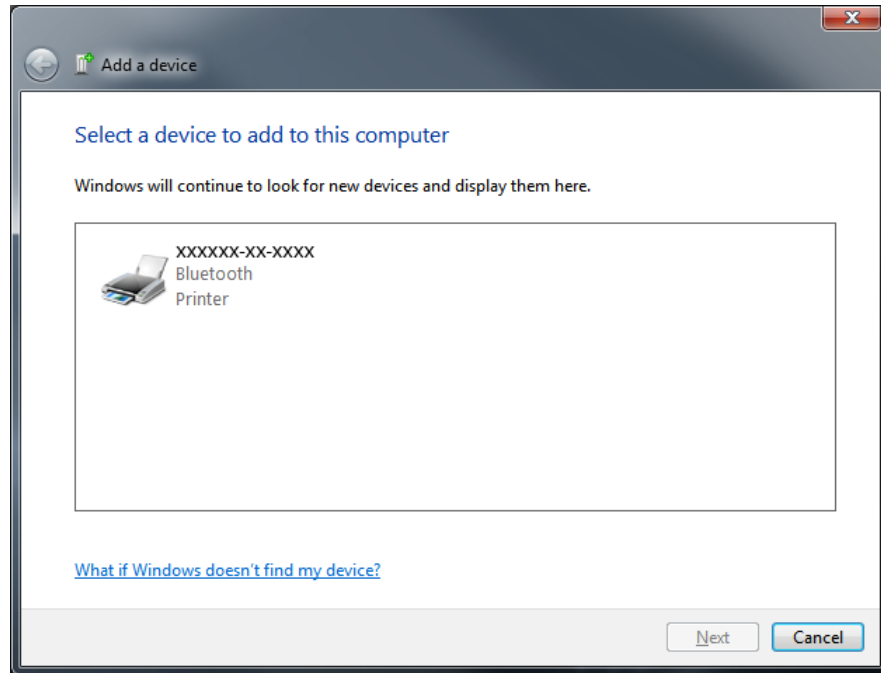 Add a device
Select a device to add to this computer
Windows will continue to look for new devices and display them here.
XXXXXX-XX-XXXX
Bluetooth
Printer
What if Windows doesn't find my device?
Next
Cancel